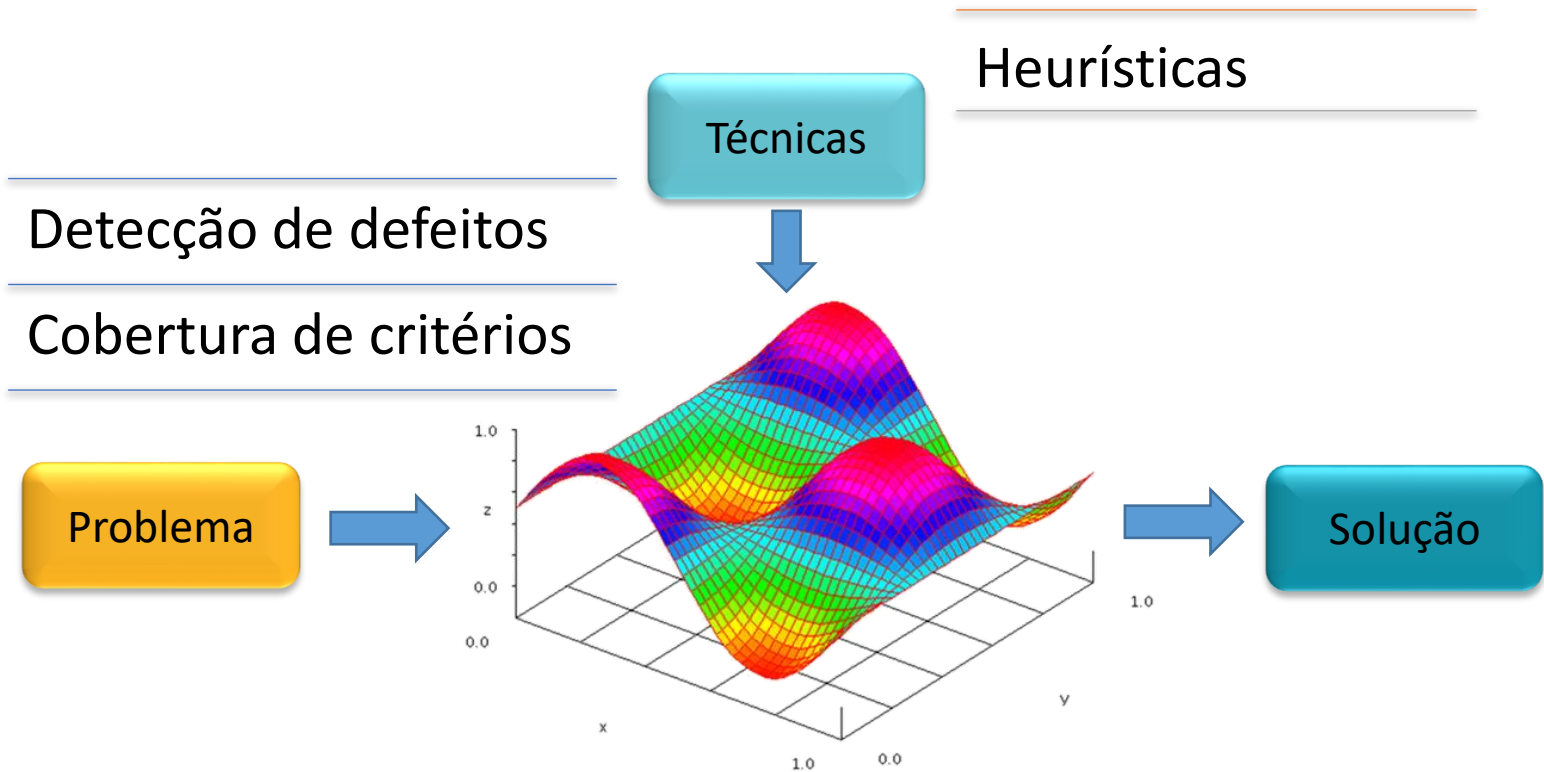 Heurísticas
Técnicas
Detecção de defeitos
Cobertura de critérios
Problema
Solução
1.0
z
0.0
0.0
x
1.0
0.0
y
1.0